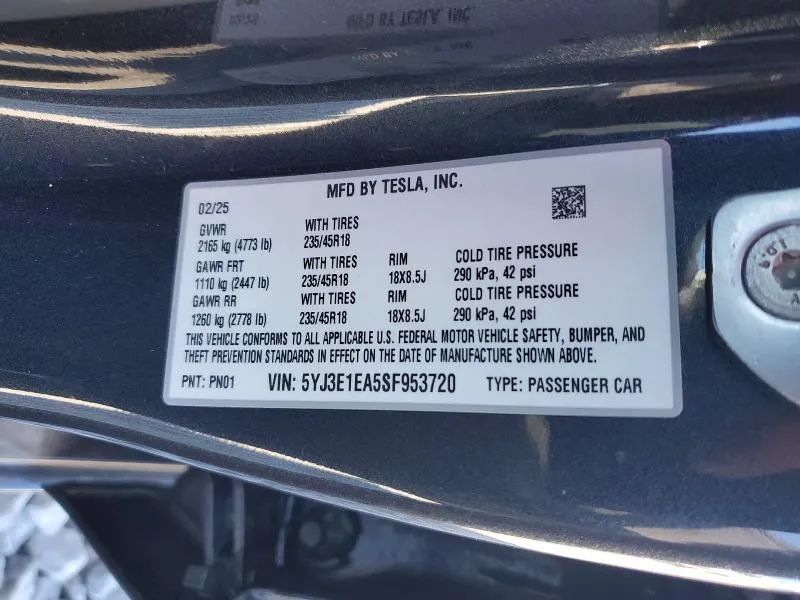 MFD BY TESLA, INC.
02/25
GVWR WITH TIRES
2165 kg (4773 lb) 235/45R18
GAWR FRT WITH TIRES RIM COLD TIRE PRESSURE
1110 kg (2447 lb) 235/45R18 18X8.5J 290 kPa, 42 psi
GAWR RR WITH TIRES RIM COLD TIRE PRESSURE
1260 kg (2778 lb) 235/45R18 18X8.5J 290 kPa, 42 psi
THIS VEHICLE CONFORMS TO ALL APPLICABLE U.S. FEDERAL MOTOR VEHICLE SAFETY, BUMPER, AND
THEFT PREVENTION STANDARDS IN EFFECT ON THE DATE OF MANUFACTURE SHOWN ABOVE.
PNT: PN01 VIN: 5YJ3E1EA5SF953720 TYPE: PASSENGER CAR